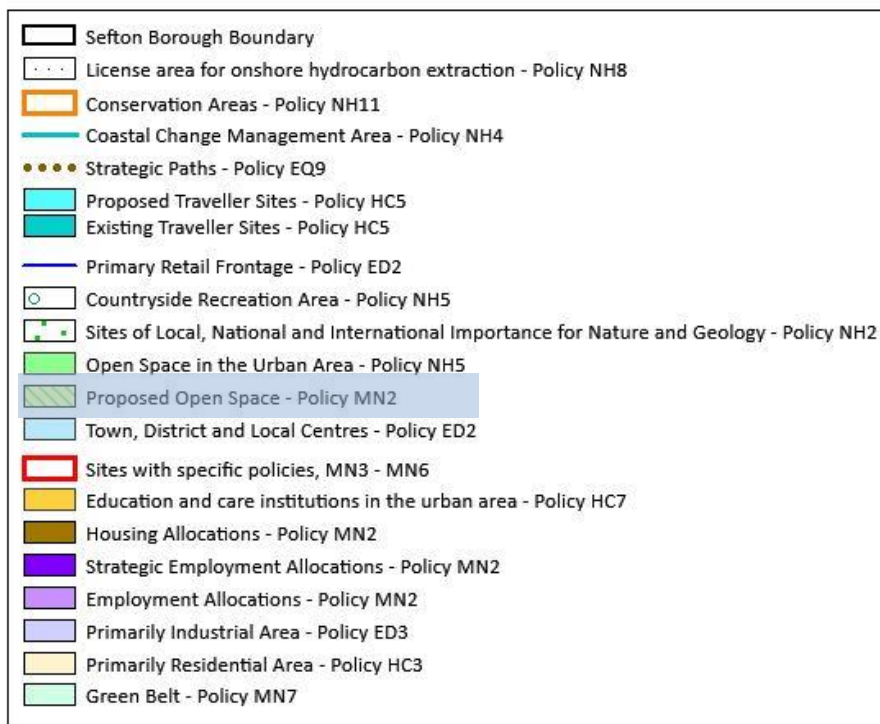 Sefton Borough Boundary
License area for onshore hydrocarbon extraction - Policy NH8
Conservation Areas - Policy NH11
Coastal Change Management Area - Policy NH4
Strategic Paths - Policy EQ9
Proposed Traveller Sites - Policy HC5
Existing Traveller Sites - Policy HC5
Primary Retail Frontage - Policy ED2
Countryside Recreation Area - Policy NH5
Sites of Local, National and International Importance for Nature and Geology - Policy NH2
Open Space in the Urban Area - Policy NH5
Proposed Open Space - Policy MN2
Town, District and Local Centres - Policy ED2
Sites with specific policies, MN3 - MN6
Education and care institutions in the urban area - Policy HC7
Housing Allocations - Policy MN2
Strategic Employment Allocations - Policy MN2
Employment Allocations - Policy MN2
Primarily Industrial Area - Policy ED3
Primarily Residential Area - Policy HC3
Green Belt - Policy MN7